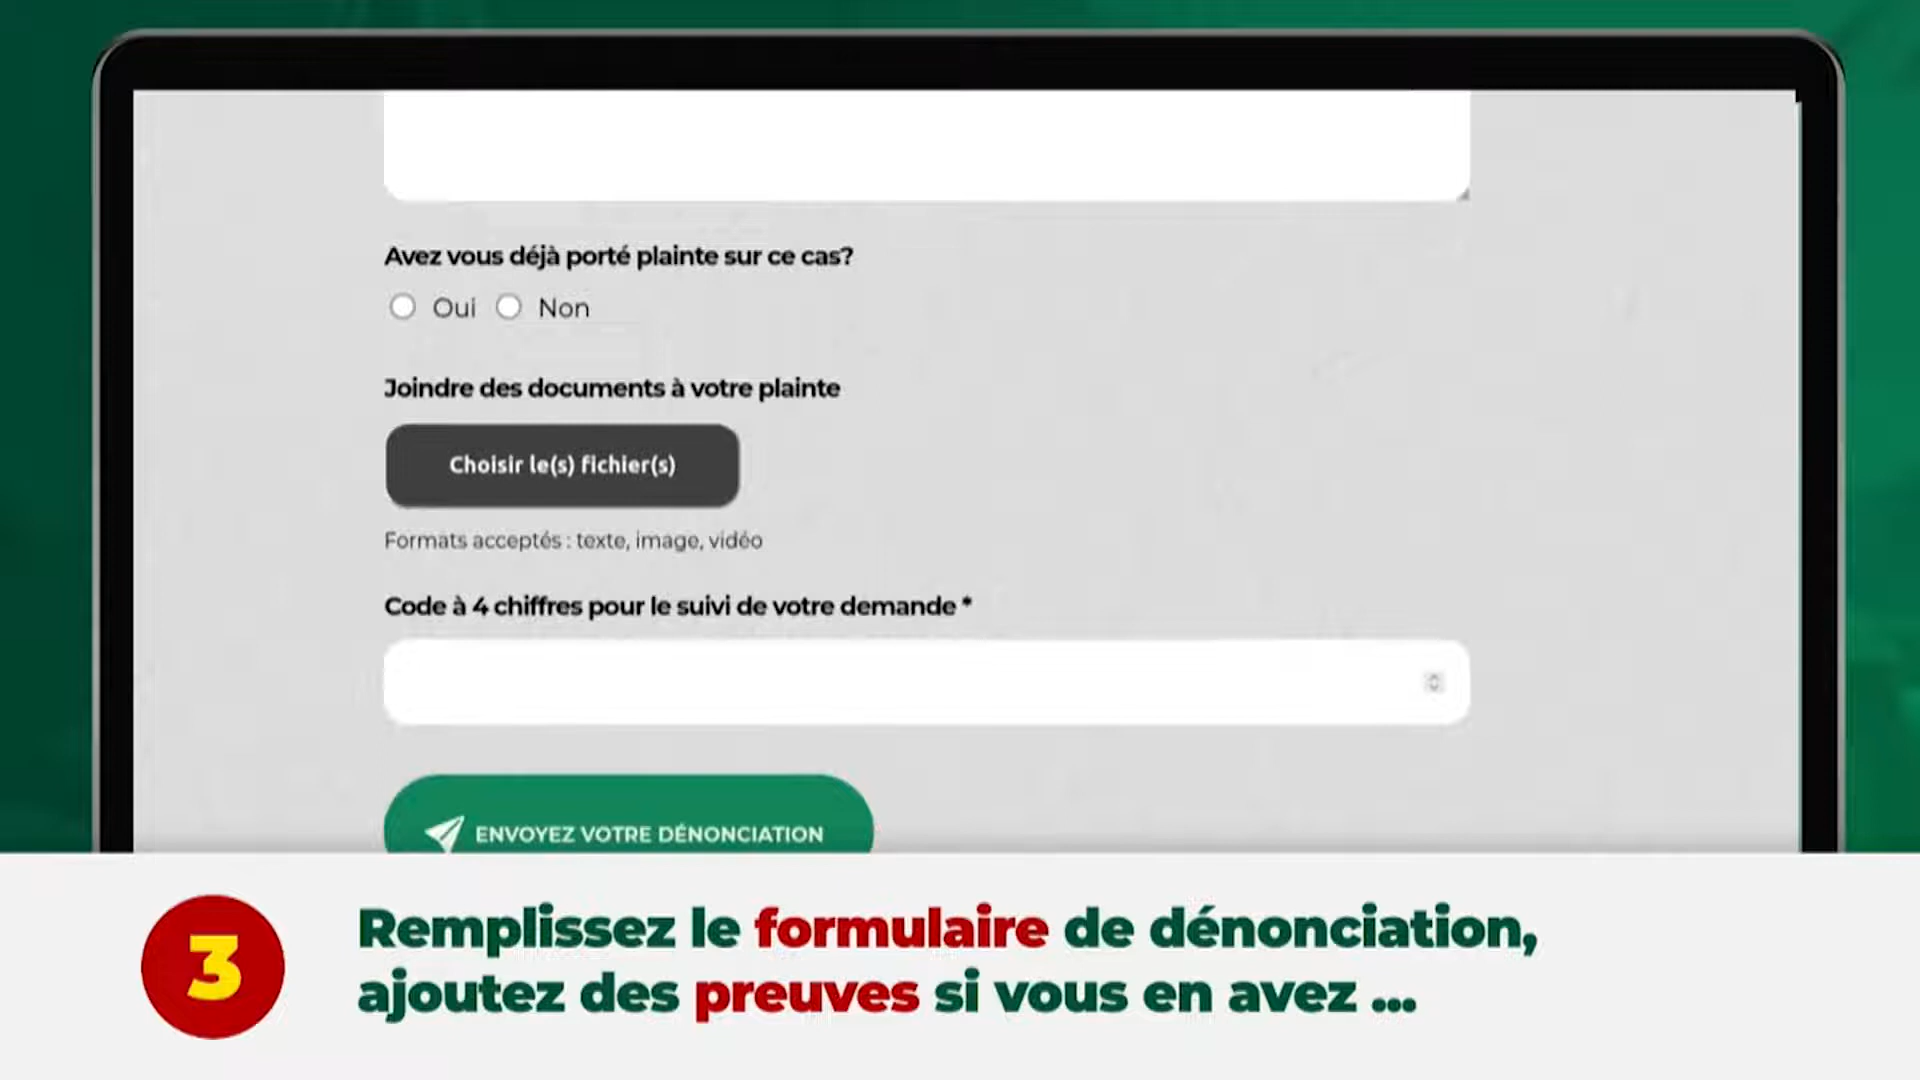 Avez vous déjà porté plainte sur ce cas?
Oui Non
Joindre des documents à votre plainte
Choisir le(s) fichier(s)
Formats acceptés : texte, image, vidéo
Code à 4 chiffres pour le suivi de votre demande *
ENVOYEZ VOTRE DÉNONCIATION
3
Remplissez le formulaire de dénonciation,
ajoutez des preuves si vous en avez ...